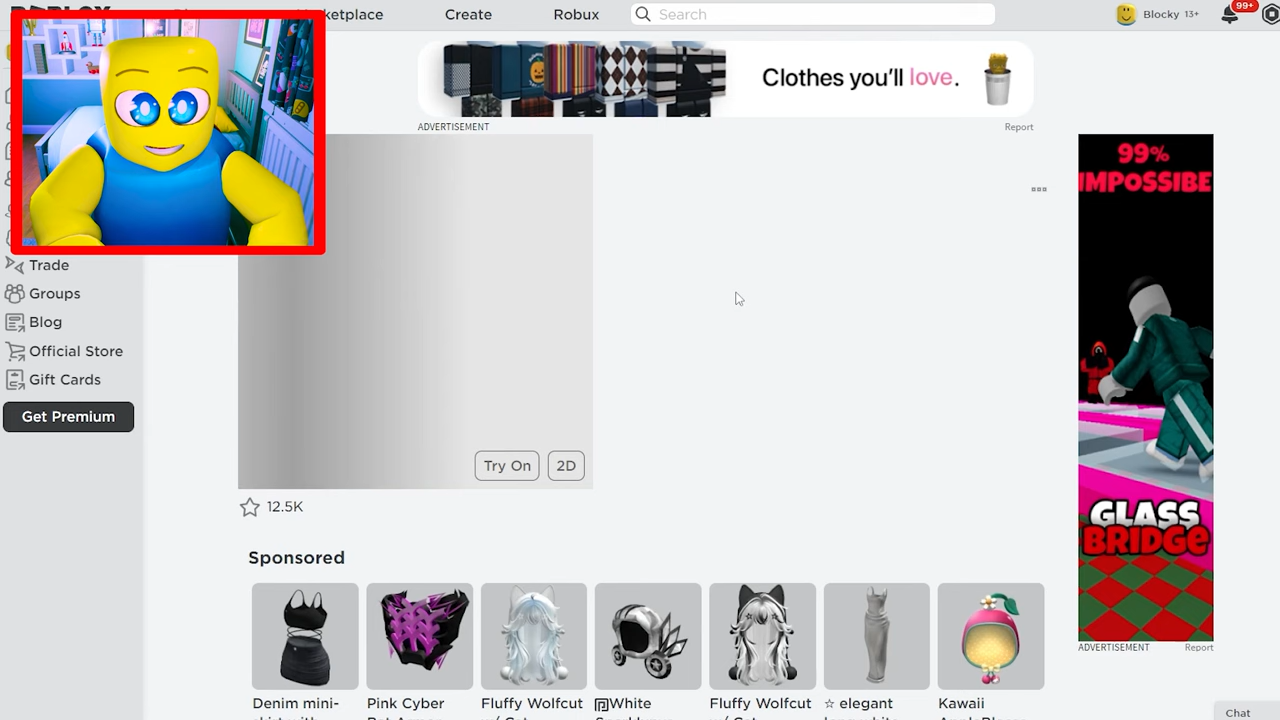 Marketplace
Create
Robux
Search
Blocky 13+
99+
Clothes you'll love.
ADVERTISEMENT
Report
99%
IMPOSSIBE
Trade
Groups
Blog
Official Store
Gift Cards
Get Premium
Try On
2D
12.5K
GLASS
BRIDGE
ADVERTISEMENT
Report
Sponsored
Denim mini-
Pink Cyber
Fluffy Wolfcut
White
Fluffy Wolfcut
☆ elegant
Kawaii
Chat